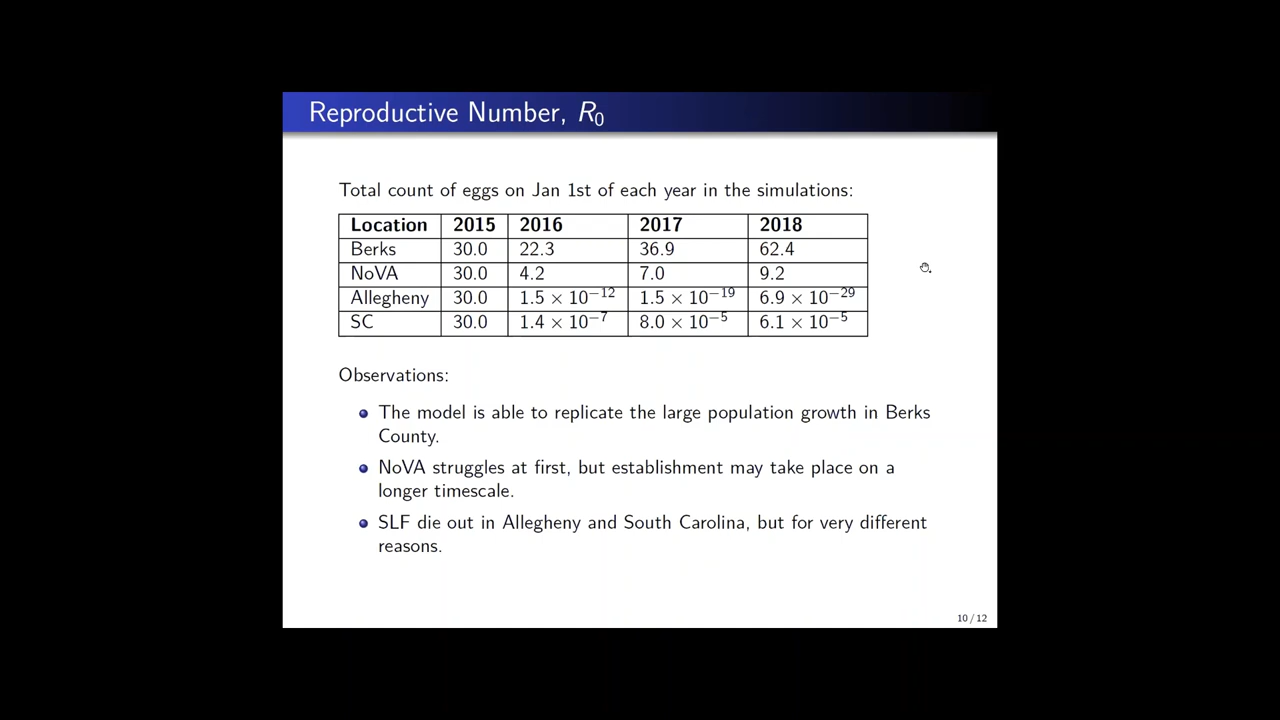 Reproductive Number, R₀
Total count of eggs on Jan 1st of each year in the simulations:
Location 2015 2016 2017 2018
Berks 30.0 22.3 36.9 62.4
NoVA 30.0 4.2 7.0 9.2
Allegheny 30.0 1.5 × 10⁻¹² 1.5 × 10⁻¹⁹ 6.9 × 10⁻²⁹
SC 30.0 1.4 × 10⁻⁷ 8.0 × 10⁻⁵ 6.1 × 10⁻⁵
Observations:
The model is able to replicate the large population growth in Berks
County.
NoVA struggles at first, but establishment may take place on a
longer timescale.
SLF die out in Allegheny and South Carolina, but for very different
reasons.
10 / 12